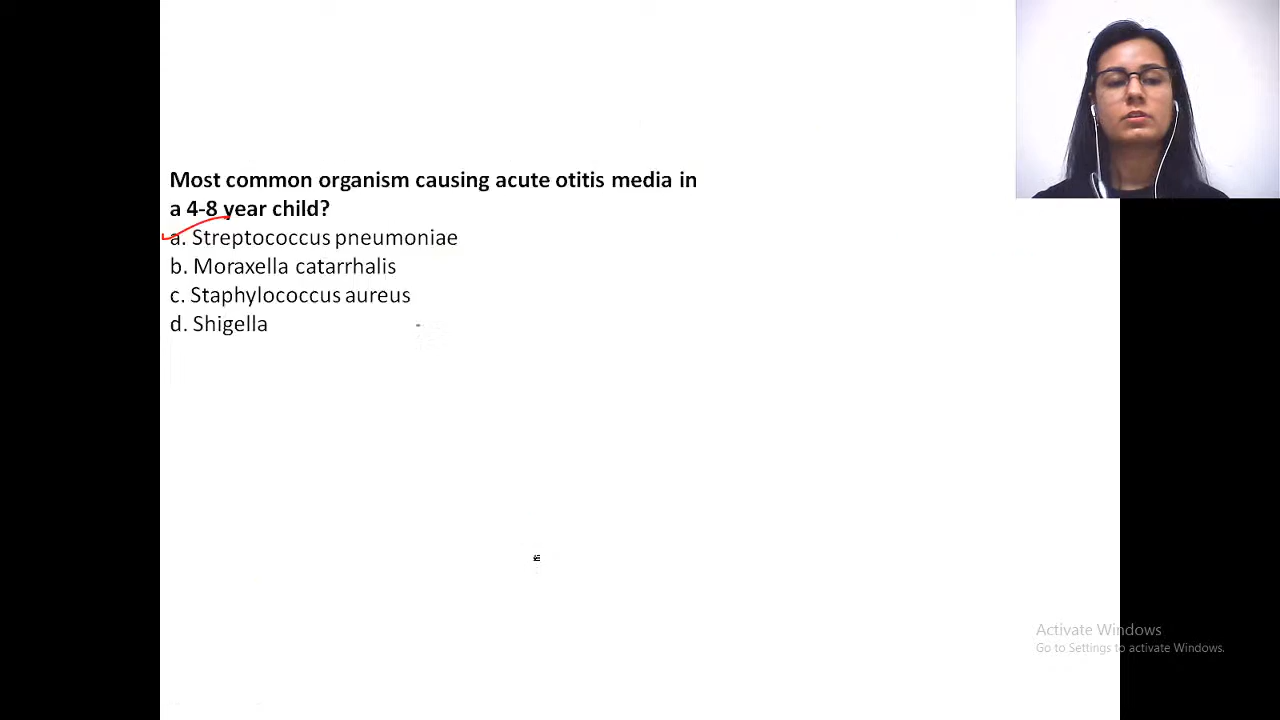 Most common organism causing acute otitis media in
a 4-8 year child?
a. Streptococcus pneumoniae
b. Moraxella catarrhalis
c. Staphylococcus aureus
d. Shigella
Activate Windows
Go to Settings to activate Windows.